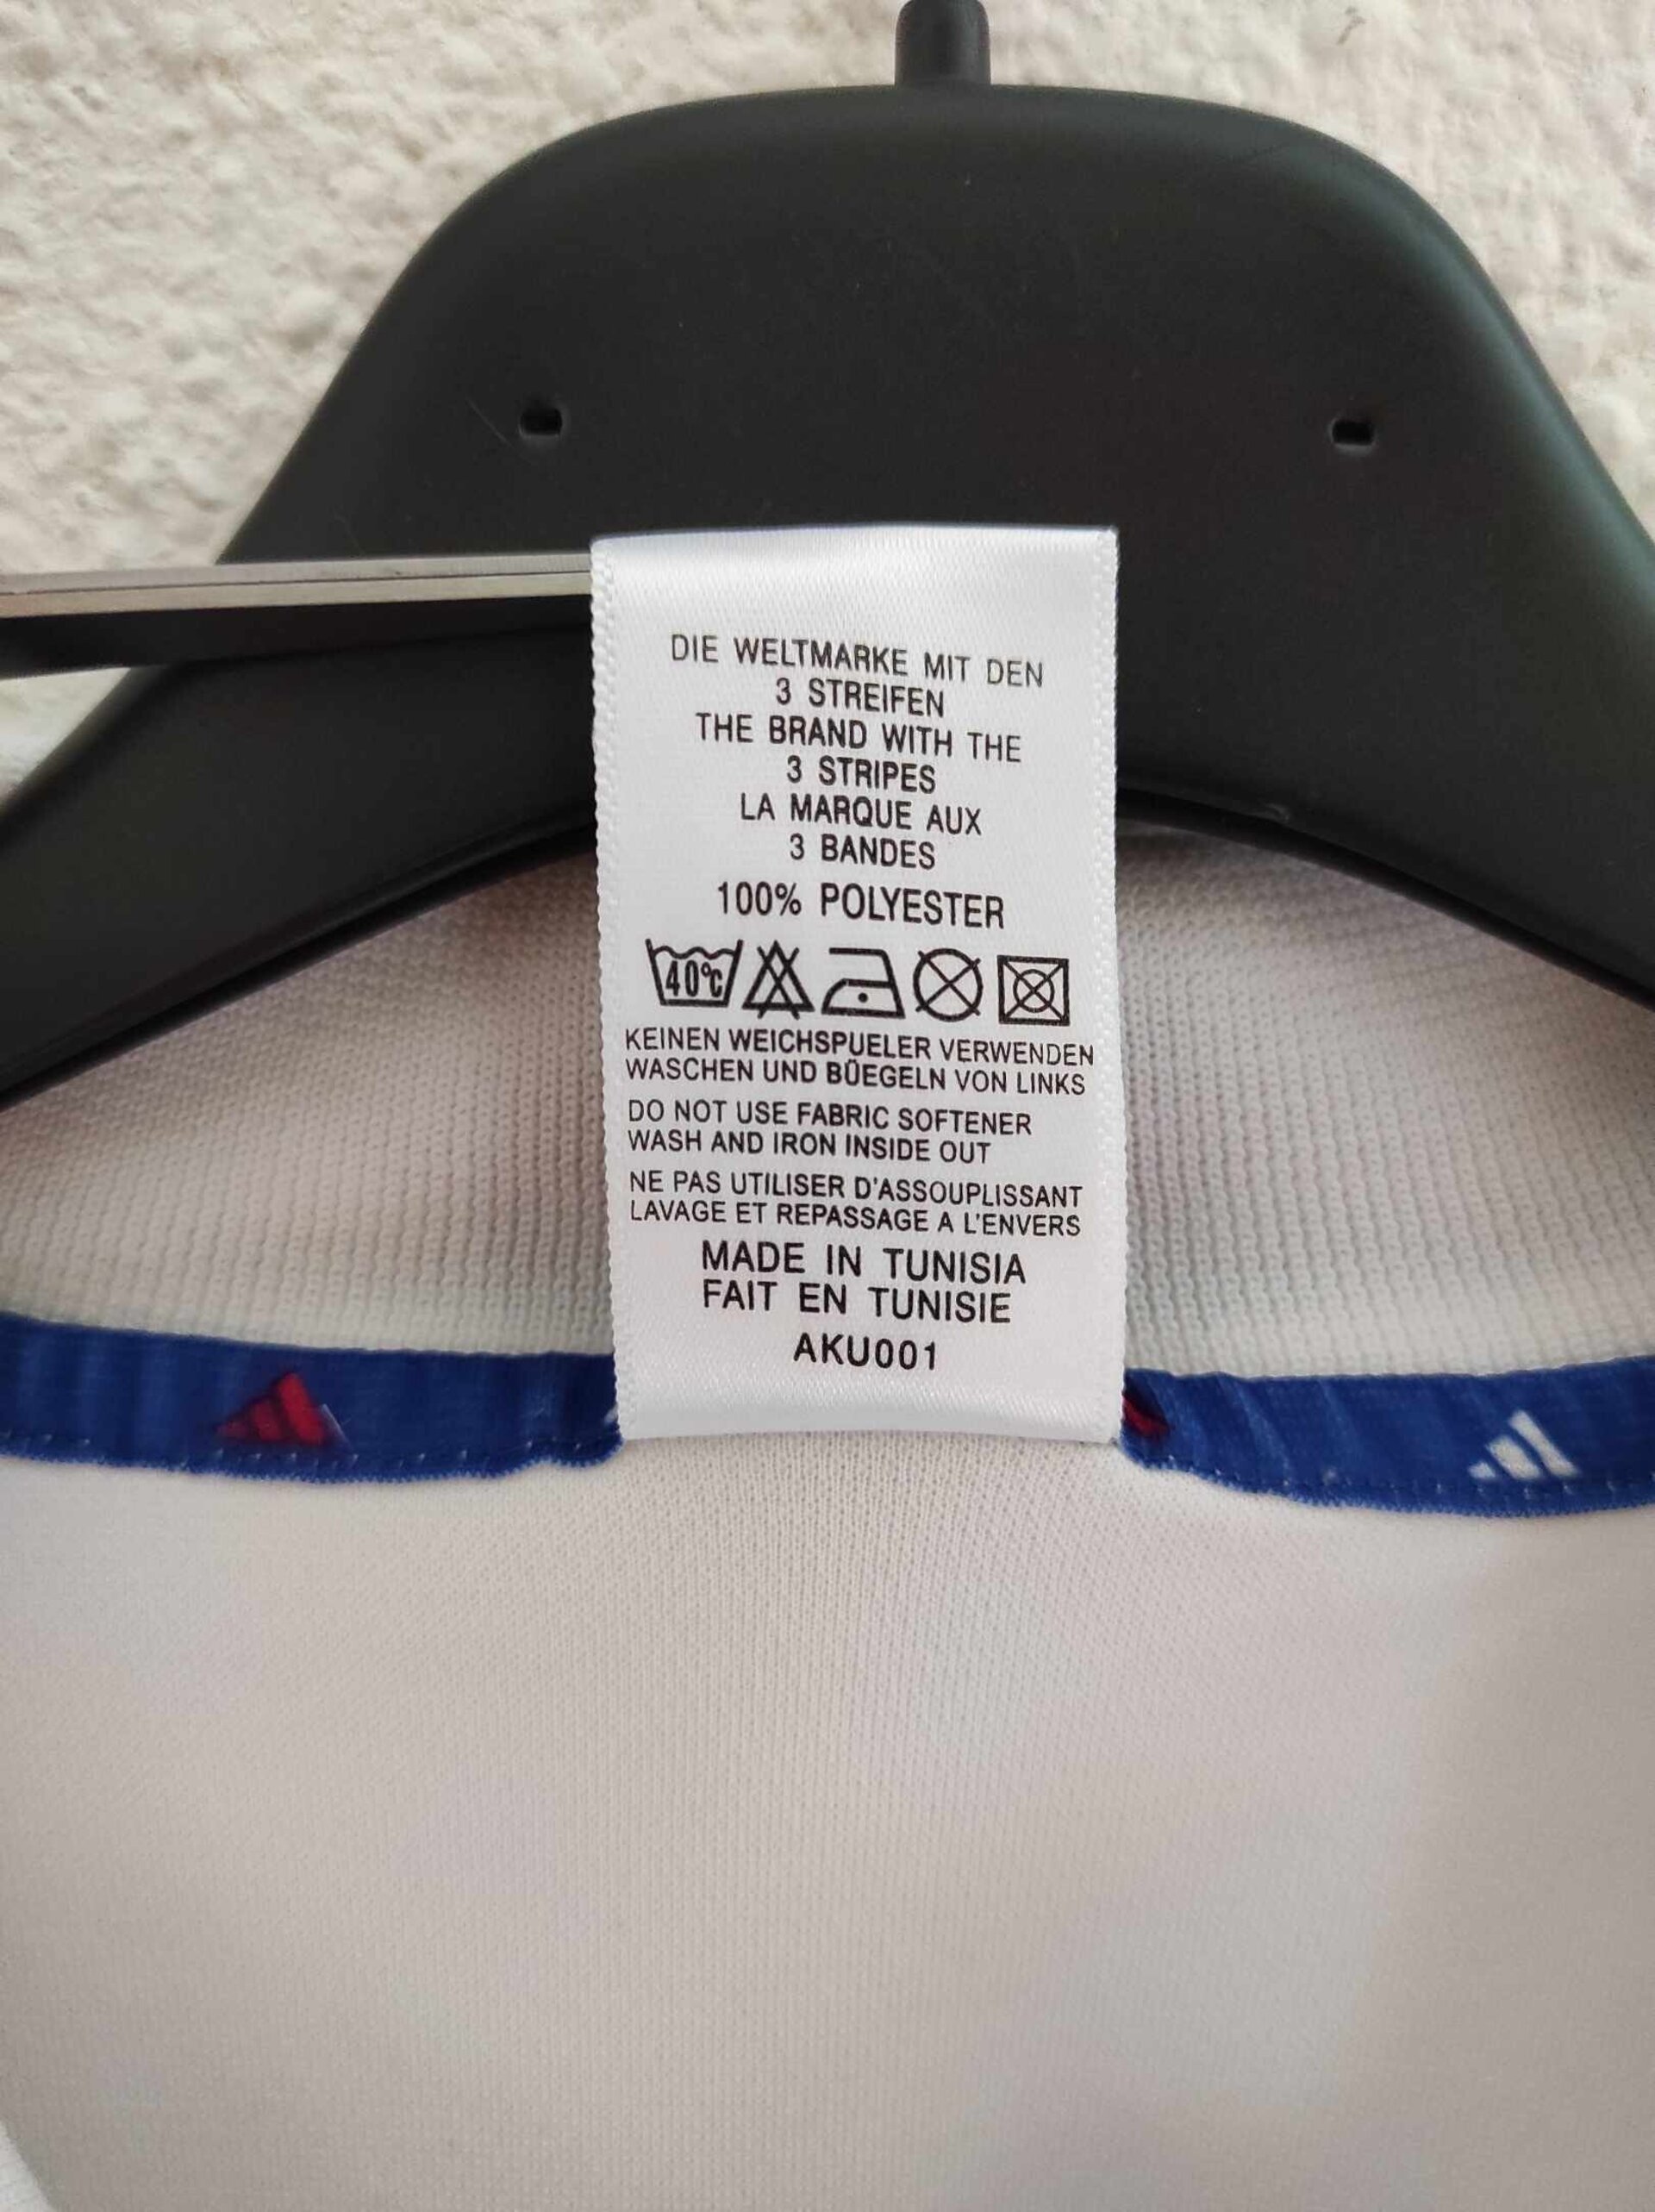 DIE WELTMARKE MIT DEN
3 STREIFEN
THE BRAND WITH THE
3 STRIPES
LA MARQUE AUX
3 BANDES
100% POLYESTER
40°C
KEINEN WEICHSPUELER VERWENDEN
WASCHEN UND BÜEGELN VON LINKS
DO NOT USE FABRIC SOFTENER
WASH AND IRON INSIDE OUT
NE PAS UTILISER D'ASSOUPLISSANT
LAVAGE ET REPASSAGE A L'ENVERS
MADE IN TUNISIA
FAIT EN TUNISIE
AKU001